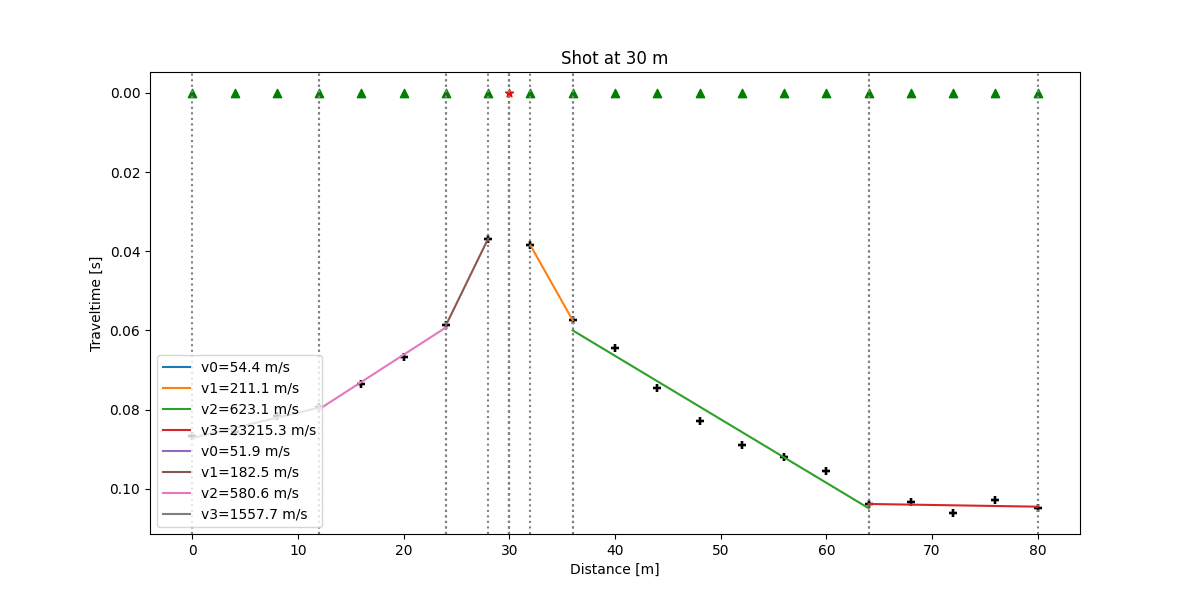 Shot at 30 m
0.00
0.02
0.04
0.06
0.08
0.10
Traveltime [s]
v0=54.4 m/s
v1=211.1 m/s
v2=623.1 m/s
v3=23215.3 m/s
v0=51.9 m/s
v1=182.5 m/s
v2=580.6 m/s
v3=1557.7 m/s
0 10 20 30 40 50 60 70 80
Distance [m]